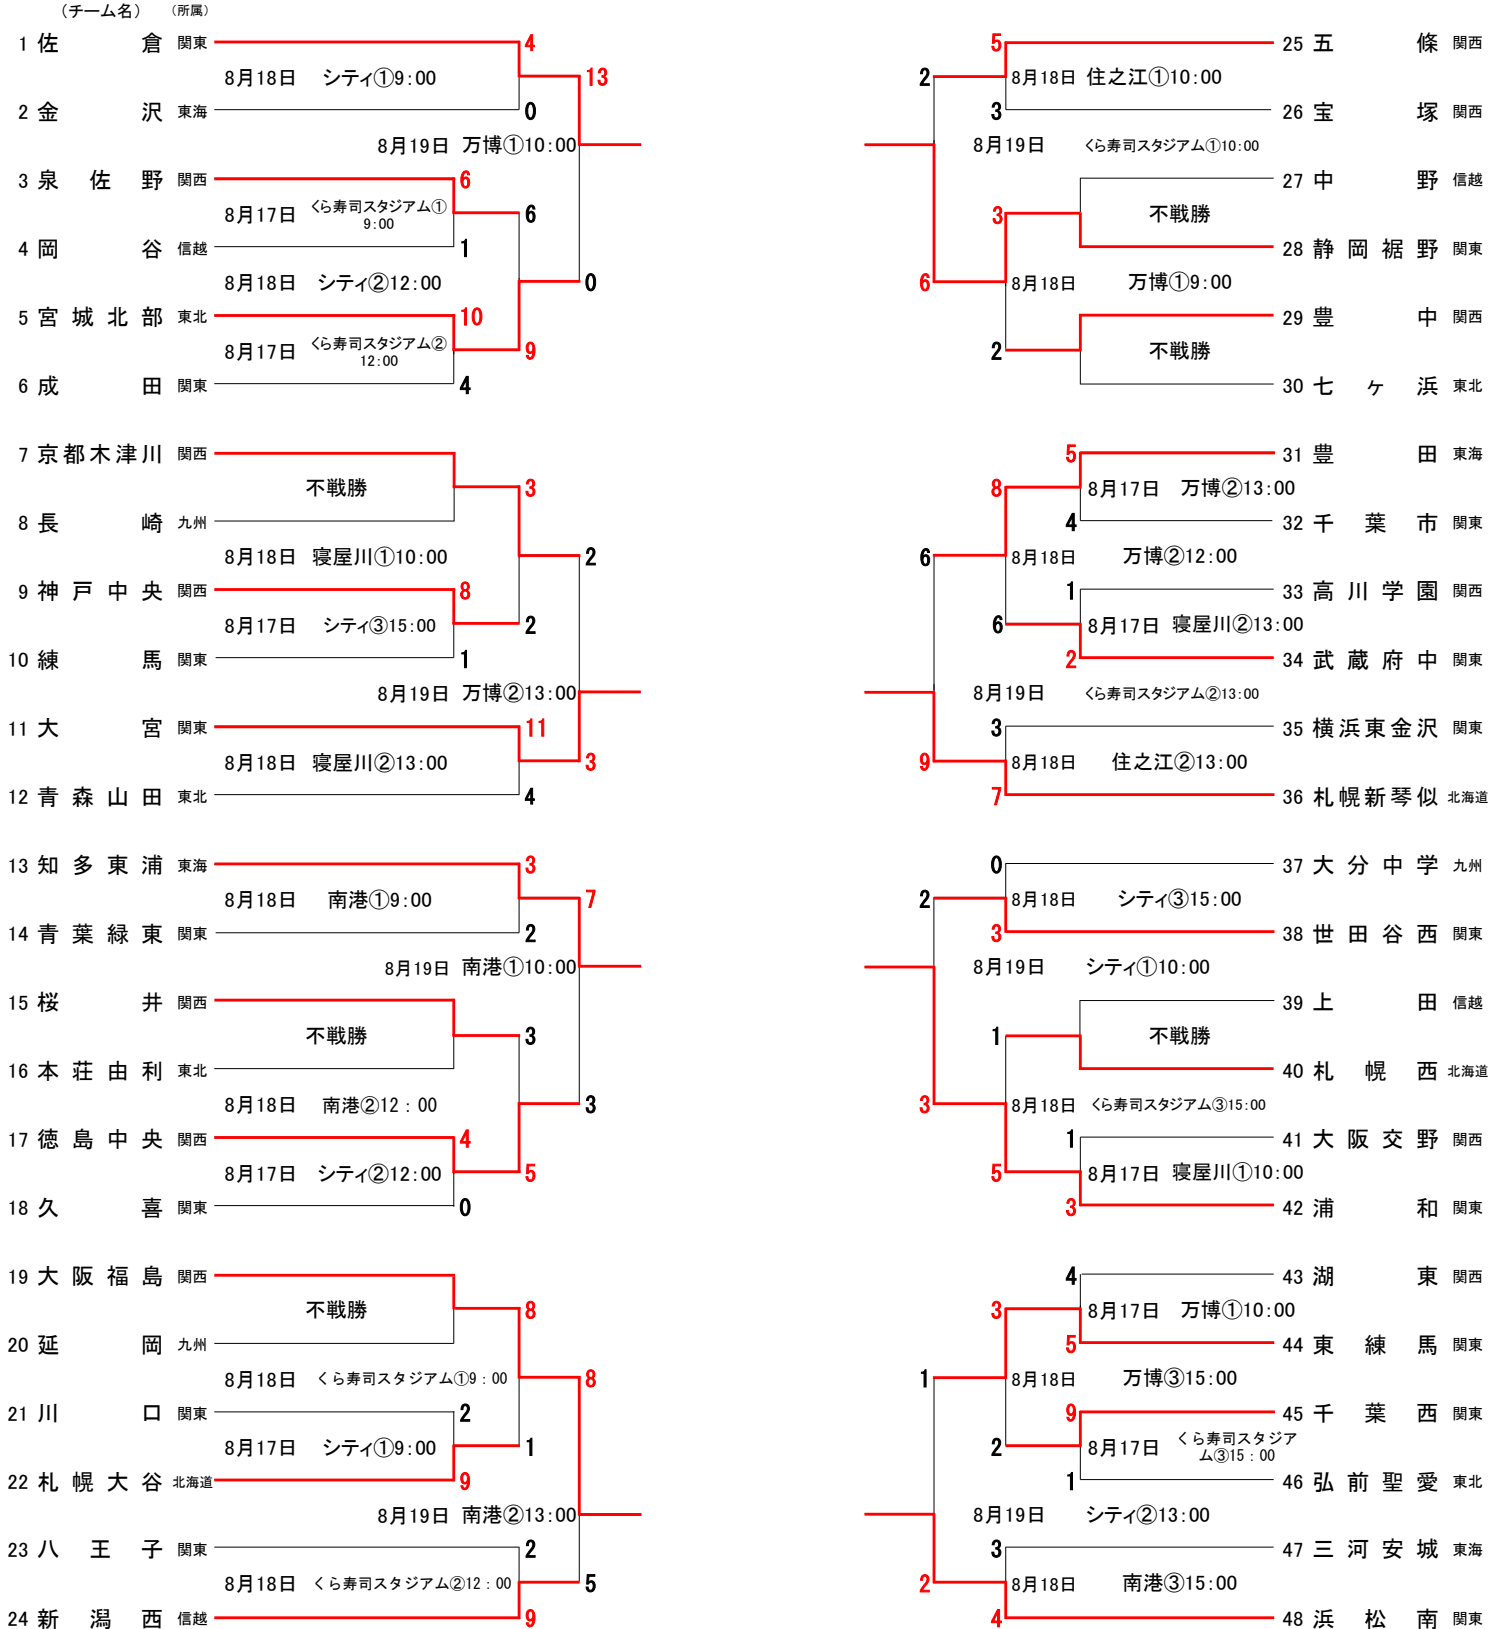 （チーム名） （所属）
1 佐倉 関東 4
8月18日 シティ①9:00 13
2 金沢 東海 0
8月19日 万博①10:00
3 泉佐野 関西 6
8月17日 くら寿司スタジアム① 9:00 6
4 岡谷 信越 1
8月18日 シティ②12:00 0
5 宮城北部 東北 10
8月17日 くら寿司スタジアム② 12:00 9
6 成田 関東 4
7 京都木津川 関西
不戦勝 3
8 長崎 九州
8月18日 寝屋川①10:00 2
9 神戸中央 関西 8
8月17日 シティ③15:00 2
10 練馬 関東 1
8月19日 万博②13:00
11 大宮 関東 11
8月18日 寝屋川②13:00 3
12 青森山田 東北 4
13 知多東浦 東海 3
8月18日 南港①9:00 7
14 青葉緑東 関東 2
8月19日 南港①10:00
15 桜井 関西
不戦勝 3
16 本荘由利 東北
8月18日 南港②12：00 3
17 徳島中央 関西 4
8月17日 シティ②12:00 5
18 久喜 関東 0
19 大阪福島 関西
不戦勝 8
20 延岡 九州
8月18日 くら寿司スタジアム①9：00 8
21 川口 関東 2
8月17日 シティ①9:00 1
22 札幌大谷 北海道 9
8月19日 南港②13:00
23 八王子 関東 2
8月18日 くら寿司スタジアム②12：00 5
24 新潟西 信越 9
5 25 五條 関西
2 8月18日 住之江①10:00
3 26 宝塚 関西
8月19日 くら寿司スタジアム①10:00
27 中野 信越
3 不戦勝
28 静岡裾野 関東
6 8月18日 万博①9:00
29 豊中 関西
2 不戦勝
30 七ヶ浜 東北
5 31 豊田 東海
8 8月17日 万博②13:00
4 32 千葉市 関東
6 8月18日 万博②12:00
1 33 高川学園 関西
6 8月17日 寝屋川②13:00
2 34 武蔵府中 関東
8月19日 くら寿司スタジアム②13:00
3 35 横浜東金沢 関東
9 8月18日 住之江②13:00
7 36 札幌新琴似 北海道
0 37 大分中学 九州
2 8月18日 シティ③15:00
3 38 世田谷西 関東
8月19日 シティ①10:00
39 上田 信越
1 不戦勝
40 札幌西 北海道
3 8月18日 くら寿司スタジアム③15:00
1 41 大阪交野 関西
5 8月17日 寝屋川①10:00
3 42 浦和 関東
4 43 湖東 関西
3 8月17日 万博①10:00
5 44 東練馬 関東
1 8月18日 万博③15:00
9 45 千葉西 関東
2 8月17日 くら寿司スタジア
ム③15：00
1 46 弘前聖愛 東北
8月19日 シティ②13:00
3 47 三河安城 東海
2 8月18日 南港③15:00
4 48 浜松南 関東